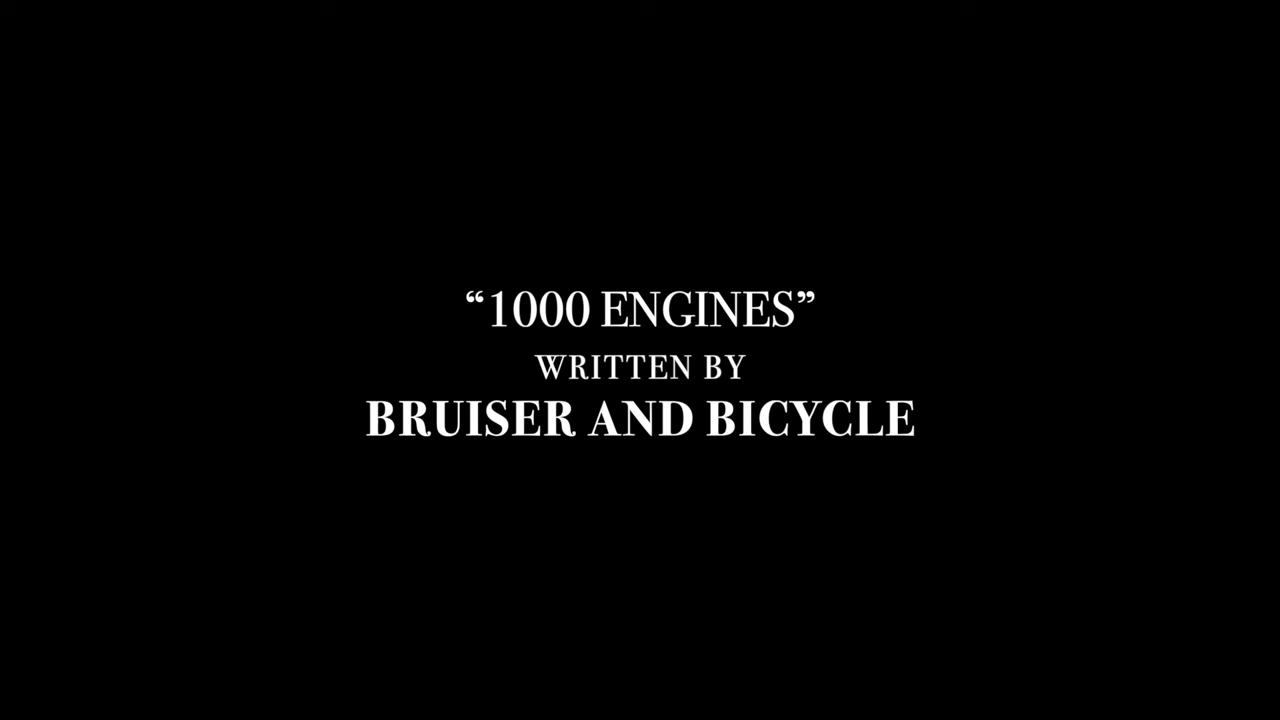 “1000 ENGINES”
WRITTEN BY
BRUISER AND BICYCLE